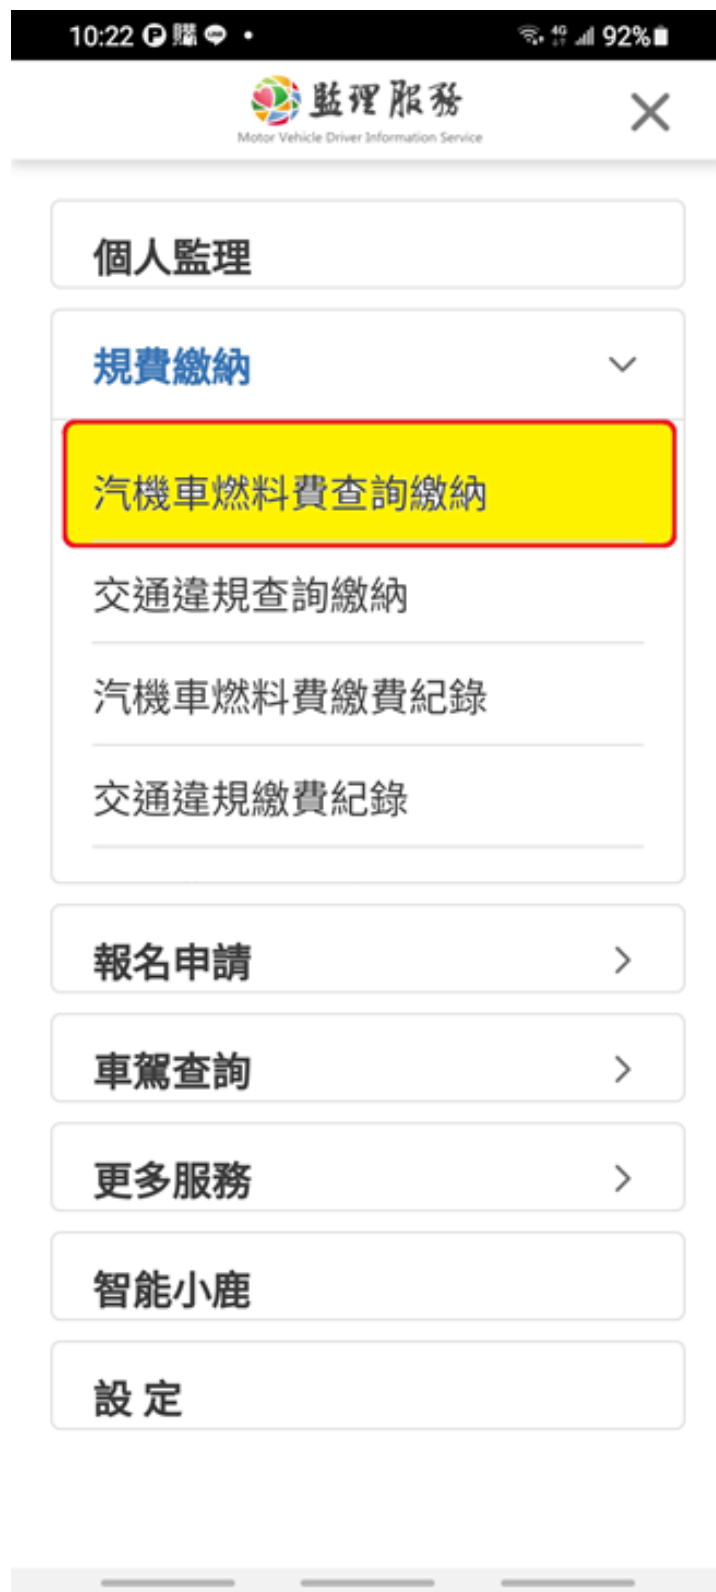 10:22 P 購 •
4G 92%
監理服務
Motor Vehicle Driver Information Service
個人監理
規費繳納
汽機車燃料費查詢繳納
交通違規查詢繳納
汽機車燃料費繳費紀錄
交通違規繳費紀錄
報名申請
車駕查詢
更多服務
智能小鹿
設 定